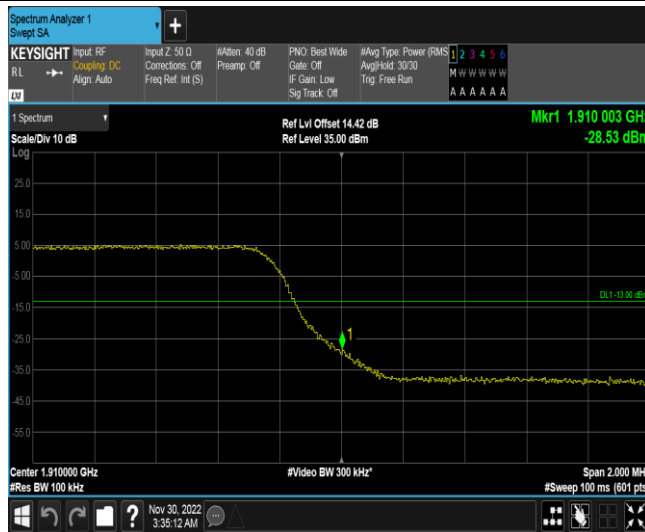 Spectrum Analyzer 1
Swept SA
KEYSIGHT
RL
LXI
Input: RF
Coupling: DC
Align: Auto
Input Z: 50 Ω
Corrections: Off
Freq Ref: Int (S)
#Atten: 40 dB
Preamp: Off
PNO: Best Wide
Gate: Off
IF Gain: Low
Sig Track: Off
#Avg Type: Power (RMS
Avg|Hold: 30/30
Trig: Free Run
1 2 3 4 5 6
M W W W W W
A A A A A A
1 Spectrum
Scale/Div 10 dB
Log
Ref Lvl Offset 14.42 dB
Ref Level 35.00 dBm
Mkr1 1.910 003 GHz
-28.53 dBm
25.0
15.0
5.00
-5.00
DL1 -13.00 dBm
-15.0
-25.0
1
-35.0
-45.0
-55.0
Center 1.910000 GHz
#Video BW 300 kHz*
Span 2.000 MH
#Res BW 100 kHz
#Sweep 100 ms (601 pts
?
Nov 30, 2022
3:35:12 AM